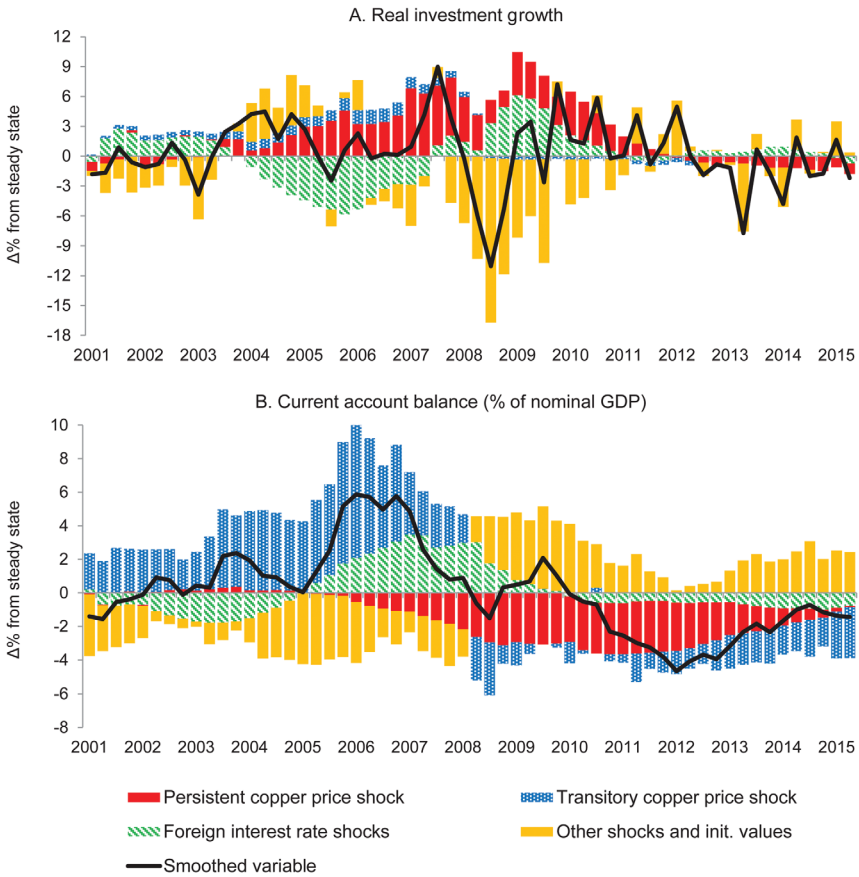 A. Real investment growth
Δ% from steady state
12
9
6
3
0
-3
-6
-9
-12
-15
-18
2001 2002 2003 2004 2005 2006 2007 2008 2009 2010 2011 2012 2013 2014 2015
B. Current account balance (% of nominal GDP)
Δ% from steady state
10
8
6
4
2
0
-2
-4
-6
-8
2001 2002 2003 2004 2005 2006 2007 2008 2009 2010 2011 2012 2013 2014 2015
Persistent copper price shock Transitory copper price shock
Foreign interest rate shocks Other shocks and init. values
Smoothed variable